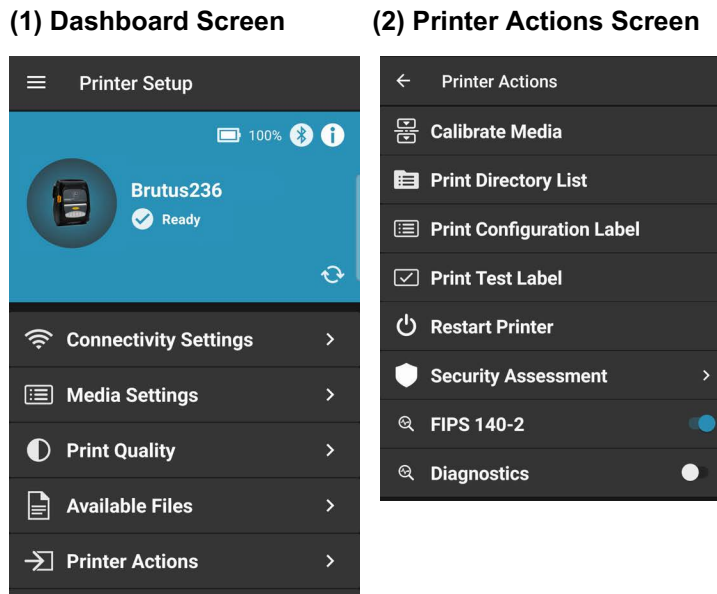 (1) Dashboard Screen
Printer Setup
100%
Brutus236
Ready
Connectivity Settings
Media Settings
Print Quality
Available Files
Printer Actions
(2) Printer Actions Screen
Printer Actions
Calibrate Media
Print Directory List
Print Configuration Label
Print Test Label
Restart Printer
Security Assessment
FIPS 140-2
Diagnostics